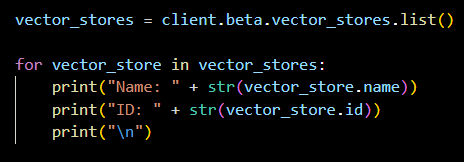 vector_stores = client.beta.vector_stores.list()
for vector_store in vector_stores:
    print("Name: " + str(vector_store.name))
    print("ID: " + str(vector_store.id))
    print("\n")